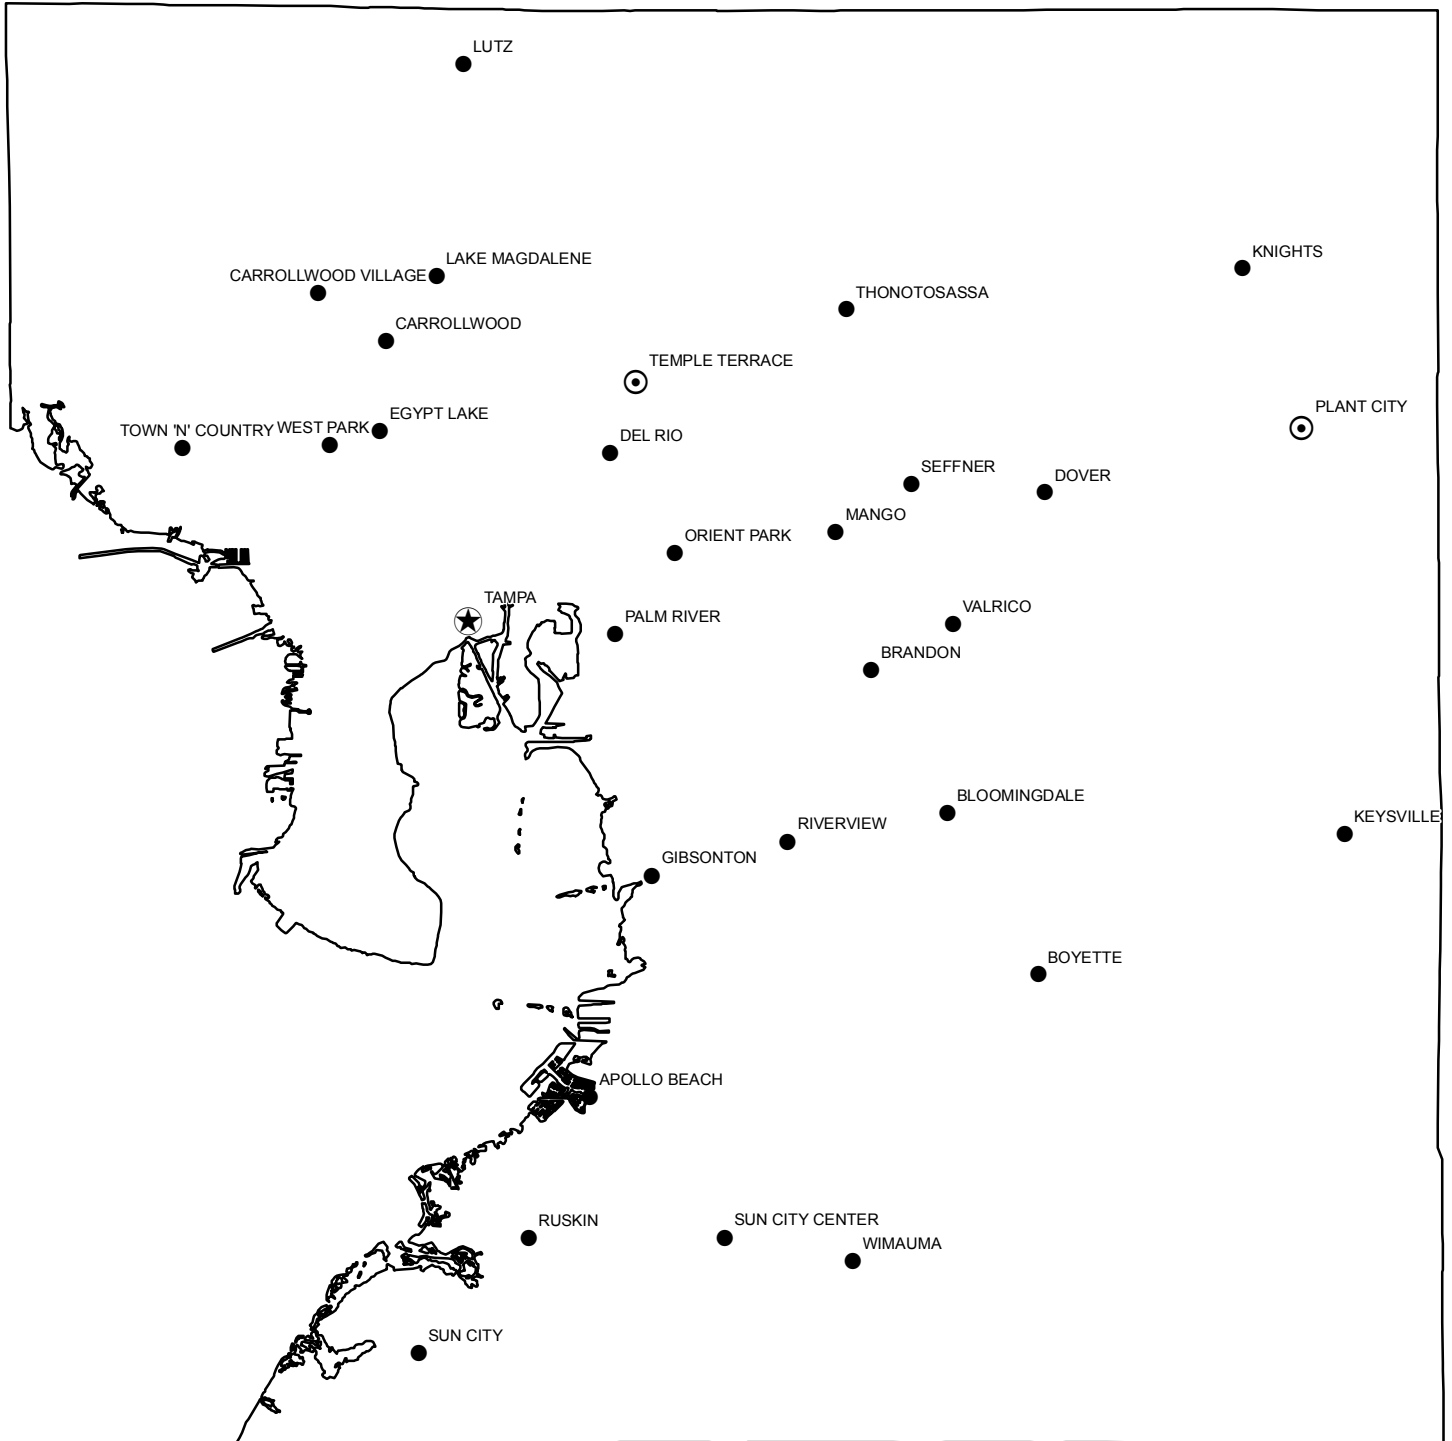 LUTZ
KNIGHTS
LAKE MAGDALENE
CARROLLWOOD VILLAGE
THONOTOSASSA
CARROLLWOOD
TEMPLE TERRACE
PLANT CITY
EGYPT LAKE
TOWN 'N' COUNTRY
WEST PARK
DEL RIO
SEFFNER
DOVER
MANGO
ORIENT PARK
TAMPA
VALRICO
PALM RIVER
BRANDON
BLOOMINGDALE
KEYSVILLE
RIVERVIEW
GIBSONTON
BOYETTE
APOLLO BEACH
RUSKIN
SUN CITY CENTER
WIMAUMA
SUN CITY